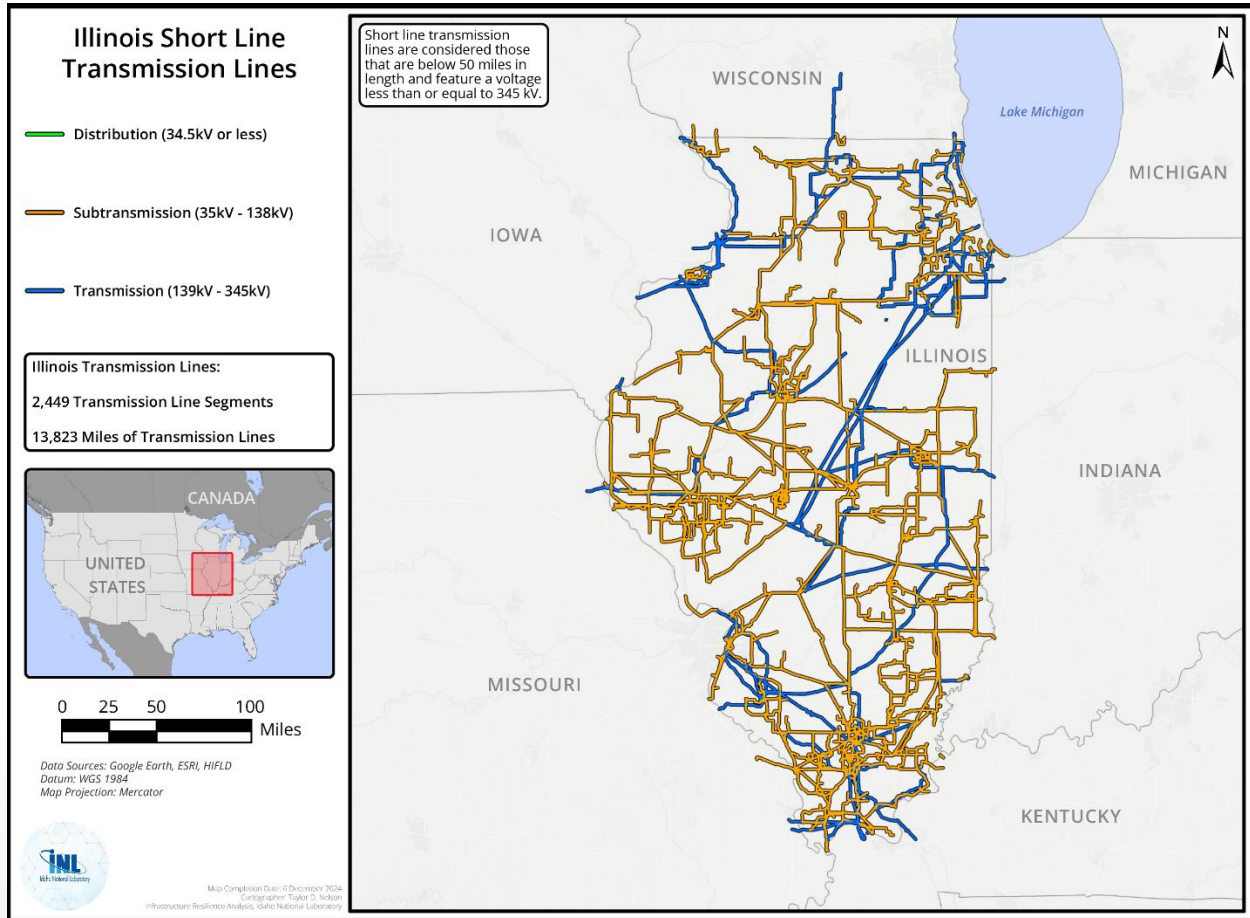 Illinois Short Line
Transmission Lines
Distribution (34.5kV or less)
Subtransmission (35kV - 138kV)
Transmission (139kV - 345kV)
Illinois Transmission Lines:
2,449 Transmission Line Segments
13,823 Miles of Transmission Lines
CANADA
UNITED
STATES
0 25 50 100
Miles
Data Sources: Google Earth, ESRI, HIFLD
Datum: WGS 1984
Map Projection: Mercator
INL
Idaho National Laboratory
Map Completion Date: 6 December 2024
Cartographer: Taylor D. Nelson
Infrastructure Resilience Analysis, Idaho National Laboratory
Short line transmission
lines are considered those
that are below 50 miles in
length and feature a voltage
less than or equal to 345 kV.
N
WISCONSIN
Lake Michigan
MICHIGAN
IOWA
ILLINOIS
INDIANA
MISSOURI
KENTUCKY